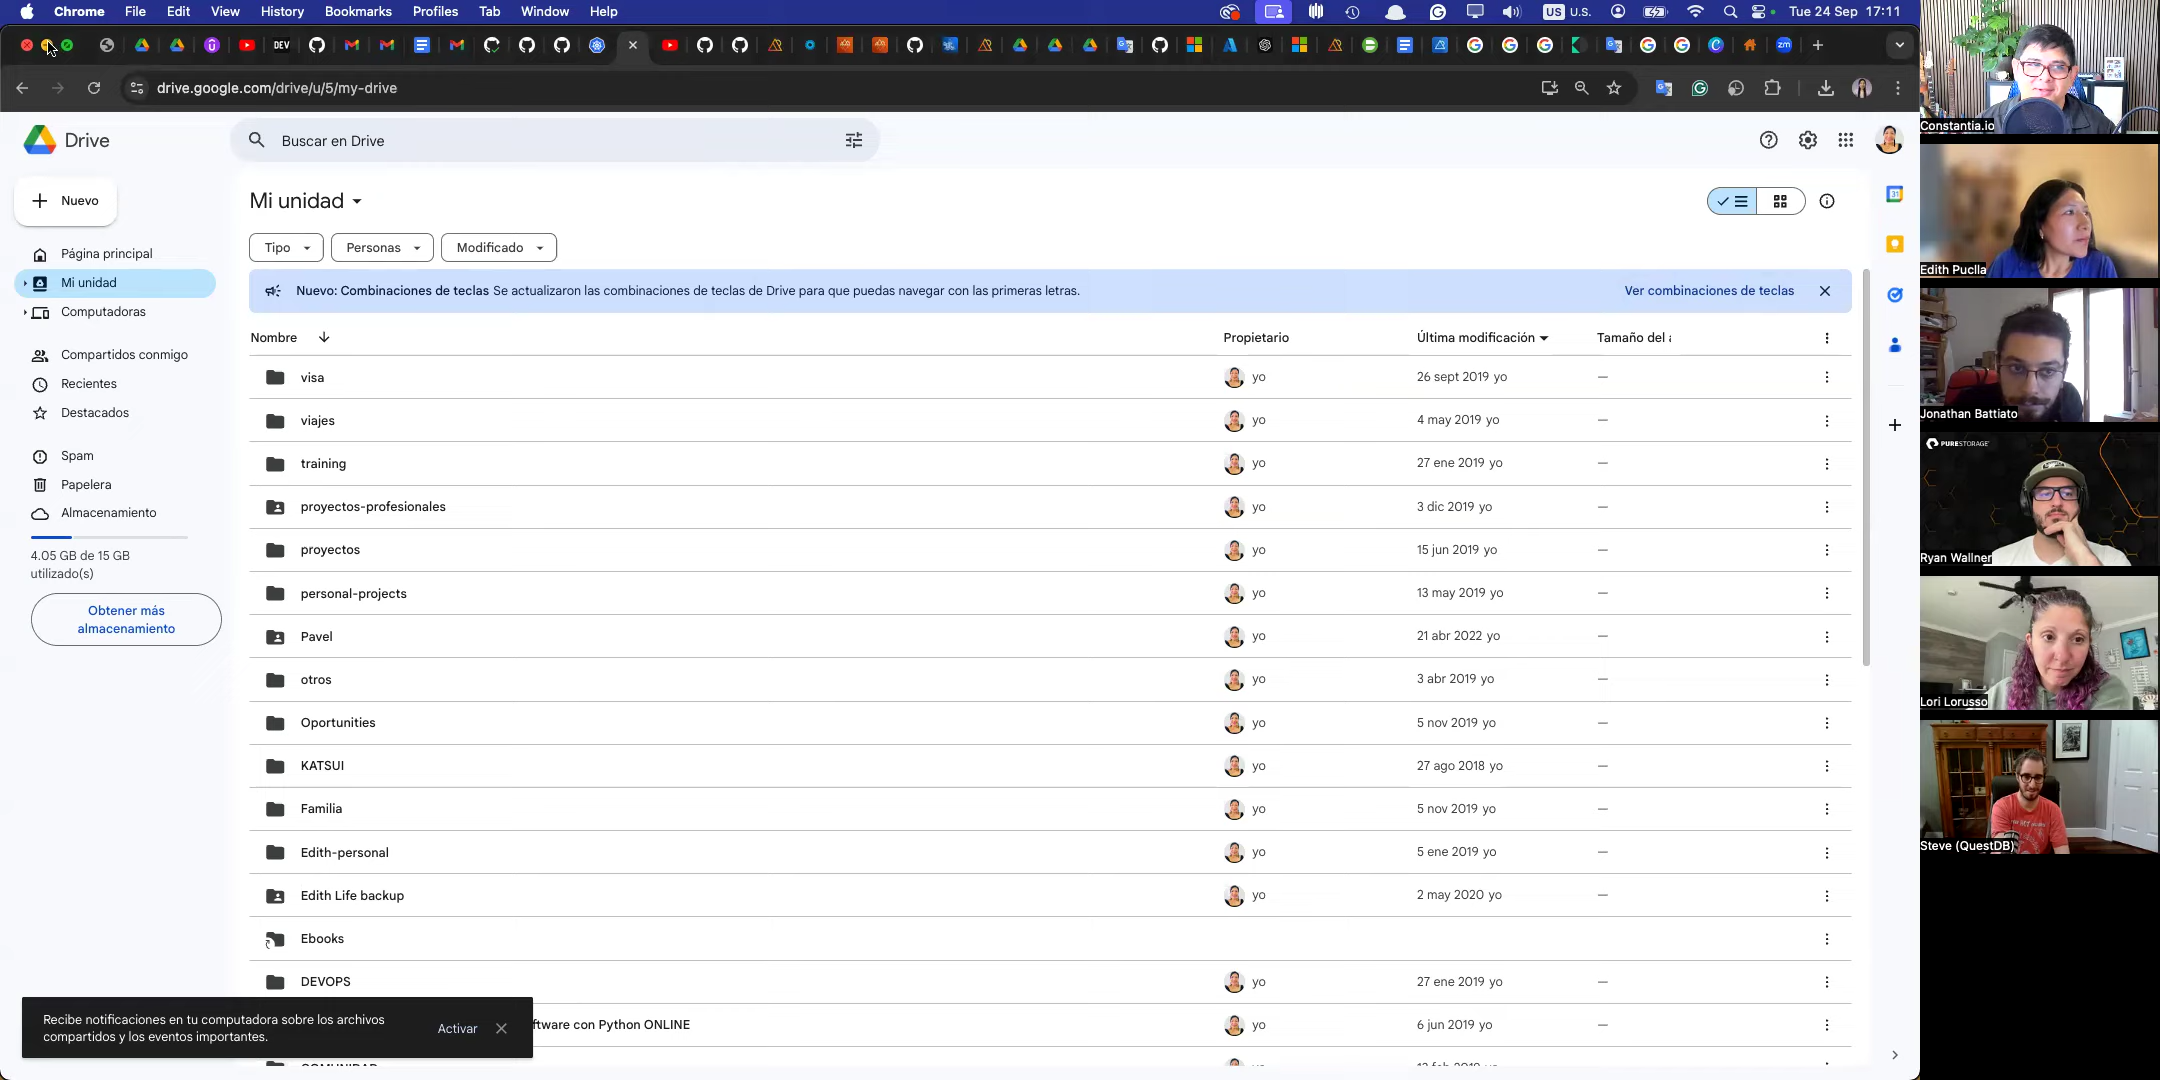 Chrome File Edit View History Bookmarks Profiles Tab Window Help
US U.S. Tue 24 Sep 17:11
DEV
drive.google.com/drive/u/5/my-drive
Drive
Buscar en Drive
Nuevo
Página principal
Mi unidad
Computadoras
Compartidos conmigo
Recientes
Destacados
Spam
Papelera
Almacenamiento
4.05 GB de 15 GB
utilizado(s)
Obtener más
almacenamiento
Mi unidad
Tipo Personas Modificado
Nuevo: Combinaciones de teclas Se actualizaron las combinaciones de teclas de Drive para que puedas navegar con las primeras letras. Ver combinaciones de teclas
Nombre Propietario Última modificación Tamaño del
visa yo 26 sept 2019 yo —
viajes yo 4 may 2019 yo —
training yo 27 ene 2019 yo —
proyectos-profesionales yo 3 dic 2019 yo —
proyectos yo 15 jun 2019 yo —
personal-projects yo 13 may 2019 yo —
Pavel yo 21 abr 2022 yo —
otros yo 3 abr 2019 yo —
Oportunities yo 5 nov 2019 yo —
KATSUI yo 27 ago 2018 yo —
Familia yo 5 nov 2019 yo —
Edith-personal yo 5 ene 2019 yo —
Edith Life backup yo 2 may 2020 yo —
Ebooks
DEVOPS yo 27 ene 2019 yo —
ftware con Python ONLINE yo 6 jun 2019 yo —
Recibe notificaciones en tu computadora sobre los archivos
compartidos y los eventos importantes.
Activar
Constantia.io
Edith Puclla
Jonathan Battiato
PURESTORAGE
Ryan Wallner
Lori Lorusso
Steve (QuestDB)